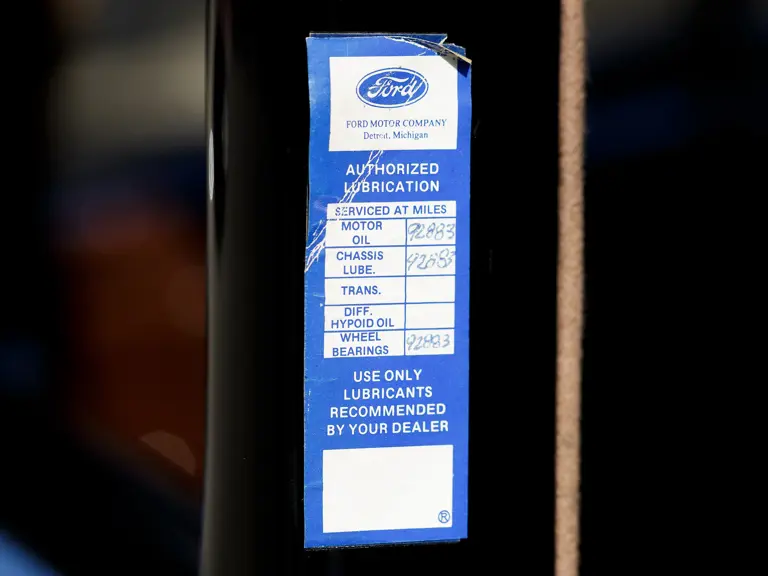 Ford
FORD MOTOR COMPANY
Detroit, Michigan
AUTHORIZED
LUBRICATION
SERVICED AT MILES
MOTOR
OIL
92883
CHASSIS
LUBE.
92883
TRANS.
DIFF.
HYPOID OIL
WHEEL
BEARINGS
92883
USE ONLY
LUBRICANTS
RECOMMENDED
BY YOUR DEALER
®